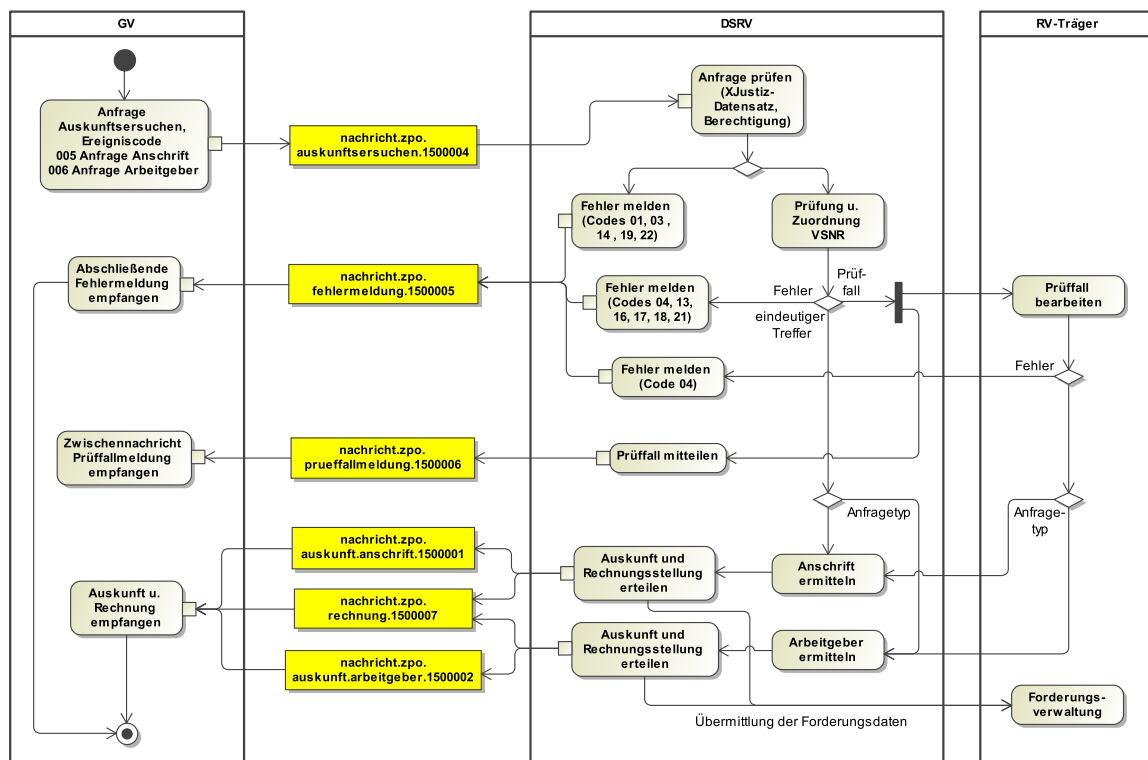 GV
DSRV
RV-Träger
Anfrage
Auskunftsersuchen,
Ereigniscode
005 Anfrage Anschrift
006 Anfrage Arbeitgeber
nachricht.zpo.
auskunftsersuchen.1500004
Anfrage prüfen
(XJustiz-
Datensatz,
Berechtigung)
Fehler melden
(Codes 01, 03 ,
14 , 19, 22)
Prüfung u.
Zuordnung
VSNR
Abschließende
Fehlermeldung
empfangen
nachricht.zpo.
fehlermeldung.1500005
Fehler melden
(Codes 04, 13,
16, 17, 18, 21)
Fehler
eindeutiger
Treffer
Prüf-
fall
Prüffall
bearbeiten
Fehler melden
(Code 04)
Fehler
Zwischennachricht
Prüffallmeldung
empfangen
nachricht.zpo.
prueffallmeldung.1500006
Prüffall mitteilen
Anfragetyp
Anfrage-
typ
nachricht.zpo.
auskunft.anschrift.1500001
Auskunft und
Rechnungsstellung
erteilen
Anschrift
ermitteln
Auskunft u.
Rechnung
empfangen
nachricht.zpo.
rechnung.1500007
nachricht.zpo.
auskunft.arbeitgeber.1500002
Auskunft und
Rechnungsstellung
erteilen
Arbeitgeber
ermitteln
Forderungs-
verwaltung
Übermittlung der Forderungsdaten